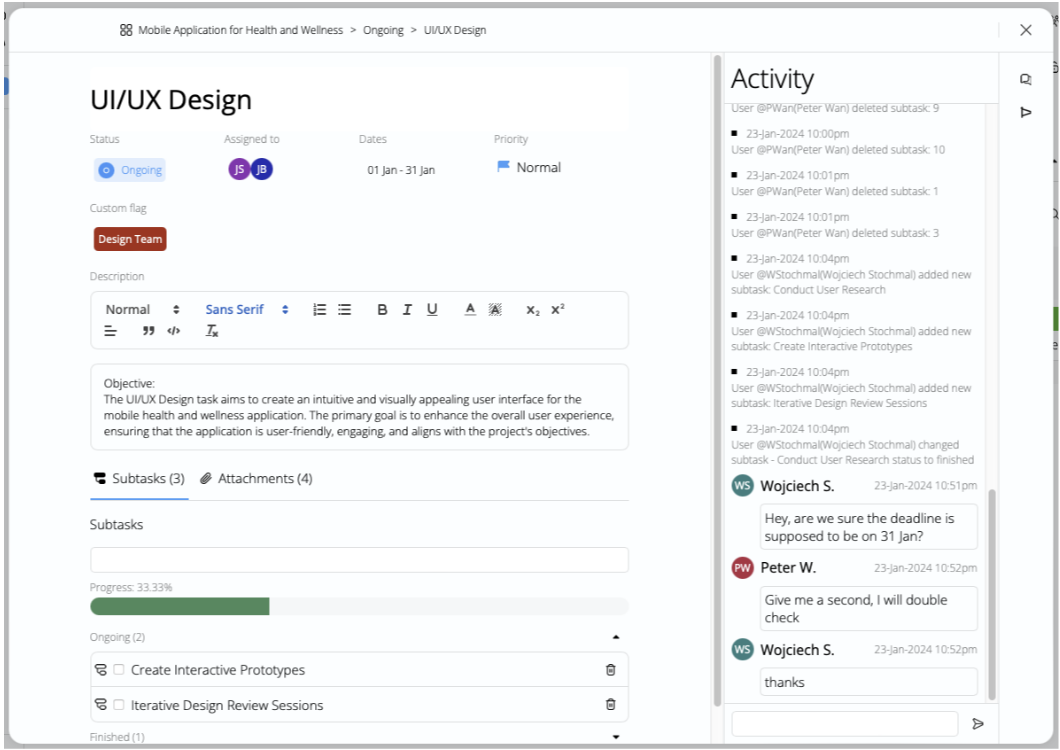 Mobile Application for Health and Wellness > Ongoing > UI/UX Design
UI/UX Design
Status
Assigned to
Dates
Priority
Ongoing
JS JB
01 Jan - 31 Jan
Normal
Custom flag
Design Team
Description
Normal
Sans Serif
B I U A A x₂ x²
Objective:
The UI/UX Design task aims to create an intuitive and visually appealing user interface for the
mobile health and wellness application. The primary goal is to enhance the overall user experience,
ensuring that the application is user-friendly, engaging, and aligns with the project's objectives.
Subtasks (3)
Attachments (4)
Subtasks
Progress: 33.33%
Ongoing (2)
Create Interactive Prototypes
Iterative Design Review Sessions
Finished (1)
Activity
User @PWan(Peter Wan) deleted subtask: 9
23-Jan-2024 10:00pm
User @PWan(Peter Wan) deleted subtask: 10
23-Jan-2024 10:01pm
User @PWan(Peter Wan) deleted subtask: 1
23-Jan-2024 10:01pm
User @PWan(Peter Wan) deleted subtask: 3
23-Jan-2024 10:04pm
User @WStochmal(Wojciech Stochmal) added new
subtask: Conduct User Research
23-Jan-2024 10:04pm
User @WStochmal(Wojciech Stochmal) added new
subtask: Create Interactive Prototypes
23-Jan-2024 10:04pm
User @WStochmal(Wojciech Stochmal) added new
subtask: Iterative Design Review Sessions
23-Jan-2024 10:04pm
User @WStochmal(Wojciech Stochmal) changed
subtask - Conduct User Research status to finished
WS Wojciech S. 23-Jan-2024 10:51pm
Hey, are we sure the deadline is
supposed to be on 31 Jan?
PW Peter W. 23-Jan-2024 10:52pm
Give me a second, I will double
check
WS Wojciech S. 23-Jan-2024 10:52pm
thanks